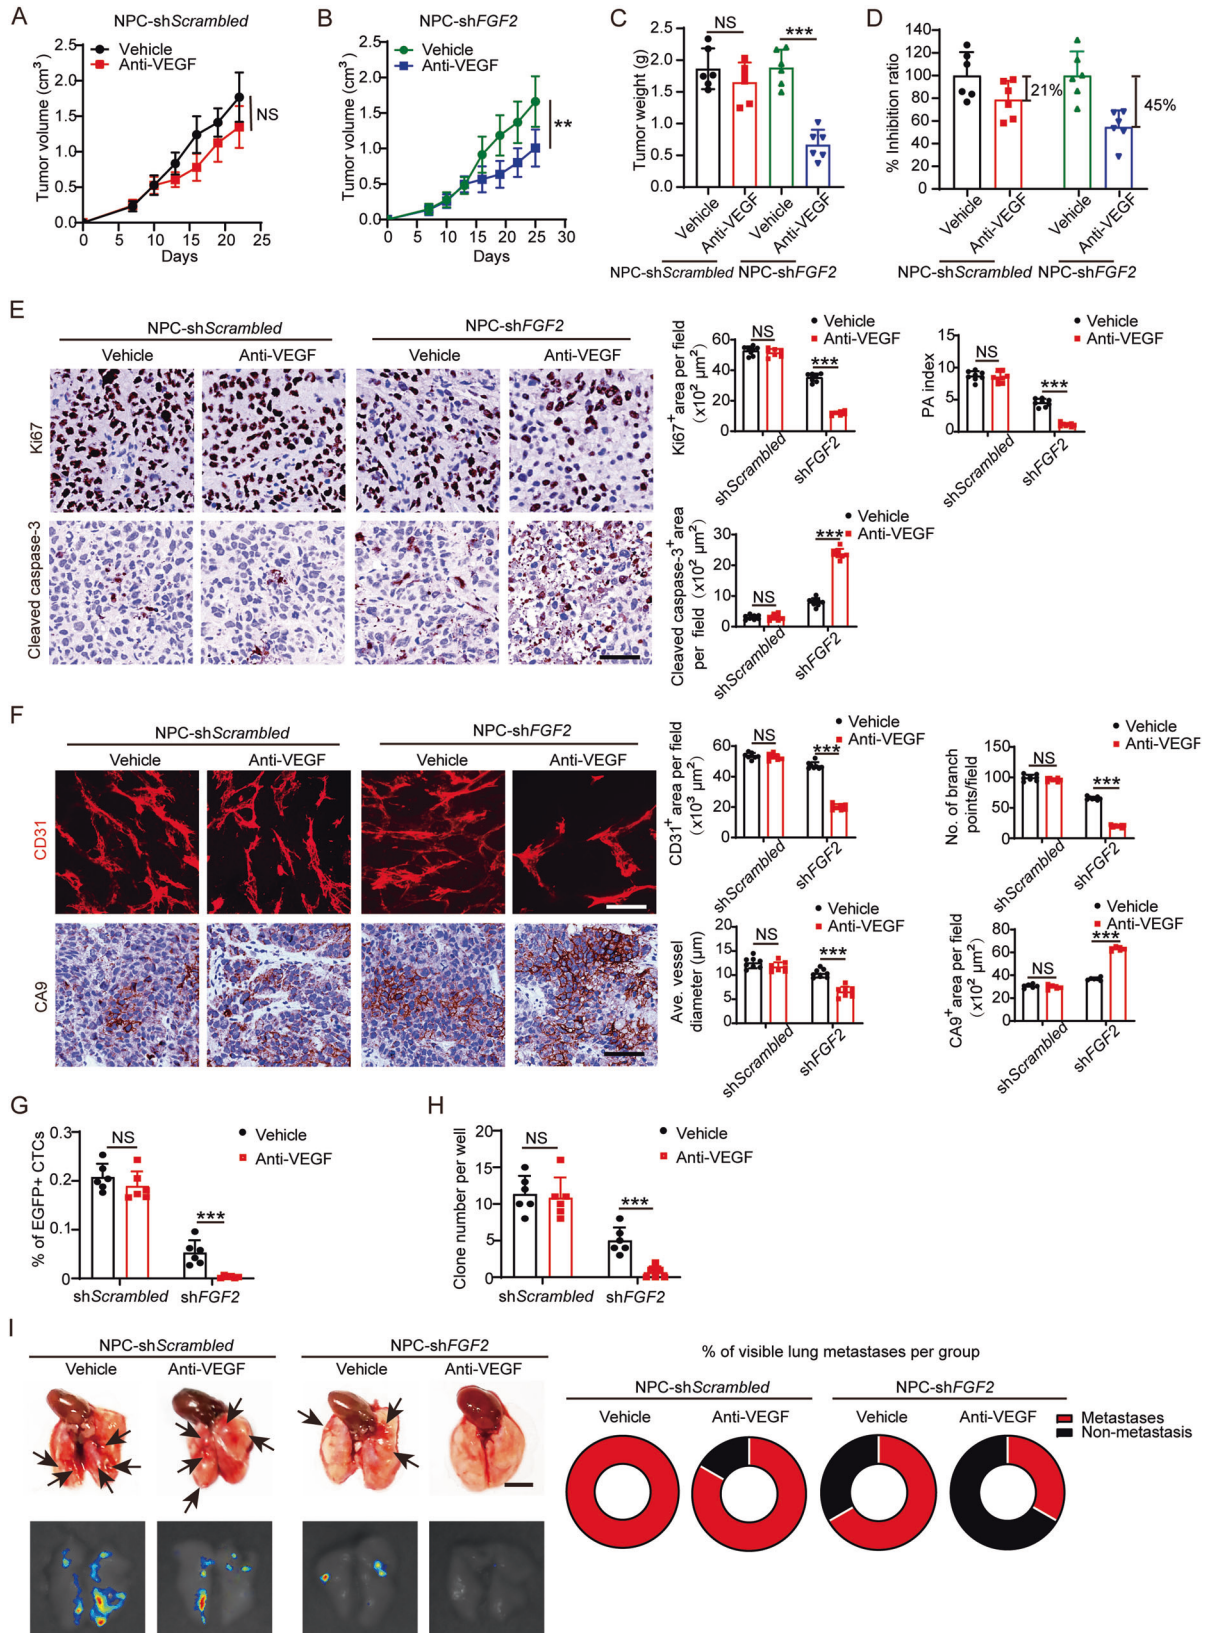 A
NPC-shScrambled
Vehicle
Anti-VEGF
Tumor volume (cm³)
2.5
2.0
1.5
1.0
0.5
0.0
0 5 10 15 20 25
Days
NS
B
NPC-shFGF2
Vehicle
Anti-VEGF
Tumor volume (cm³)
2.5
2.0
1.5
1.0
0.5
0.0
0 5 10 15 20 25 30
Days
**
C
NS
***
Tumor weight (g)
2.5
2.0
1.5
1.0
0.5
0.0
Vehicle
Anti-VEGF
Vehicle
Anti-VEGF
NPC-shScrambled NPC-shFGF2
D
% Inhibition ratio
140
120
100
80
60
40
20
0
21%
45%
Vehicle
Anti-VEGF
Vehicle
Anti-VEGF
NPC-shScrambled NPC-shFGF2
E
NPC-shScrambled
NPC-shFGF2
Vehicle
Anti-VEGF
Vehicle
Anti-VEGF
Ki67
Cleaved caspase-3
Vehicle
Anti-VEGF
Ki67⁺area per field
(x10² μm²)
60
40
20
0
NS
***
shScrambled
shFGF2
Vehicle
Anti-VEGF
PA index
15
10
5
0
NS
***
shScrambled
shFGF2
Vehicle
Anti-VEGF
Cleaved caspase-3⁺area
per field (x10² μm²)
30
20
10
0
NS
***
shScrambled
shFGF2
F
NPC-shScrambled
NPC-shFGF2
Vehicle
Anti-VEGF
Vehicle
Anti-VEGF
CD31
CA9
Vehicle
Anti-VEGF
CD31⁺ area per field
(x10³ μm²)
60
40
20
0
NS
***
shScrambled
shFGF2
Vehicle
Anti-VEGF
No. of branch
points/field
150
100
50
0
NS
***
shScrambled
shFGF2
Vehicle
Anti-VEGF
Ave. vessel
diameter (μm)
20
15
10
5
0
NS
***
shScrambled
shFGF2
Vehicle
Anti-VEGF
CA9⁺ area per field
(x10² μm²)
80
60
40
20
0
NS
***
shScrambled
shFGF2
G
% of EGFP+ CTCs
0.3
0.2
0.1
0
NS
***
Vehicle
Anti-VEGF
shScrambled shFGF2
H
Clone number per well
20
15
10
5
0
NS
***
Vehicle
Anti-VEGF
shScrambled shFGF2
I
NPC-shScrambled
NPC-shFGF2
Vehicle
Anti-VEGF
Vehicle
Anti-VEGF
% of visible lung metastases per group
NPC-shScrambled
NPC-shFGF2
Vehicle
Anti-VEGF
Vehicle
Anti-VEGF
Metastases
Non-metastasis